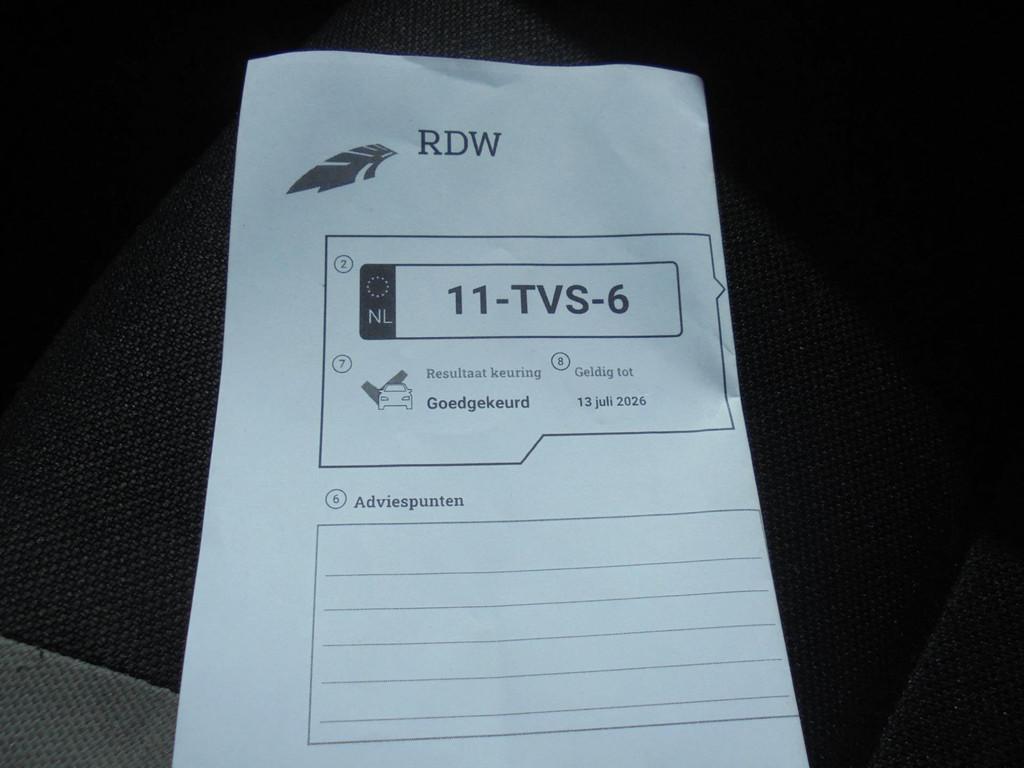 RDW
2
NL 11-TVS-6
7 Resultaat keuring 8 Geldig tot
Goedgekeurd 13 juli 2026
6 Adviespunten